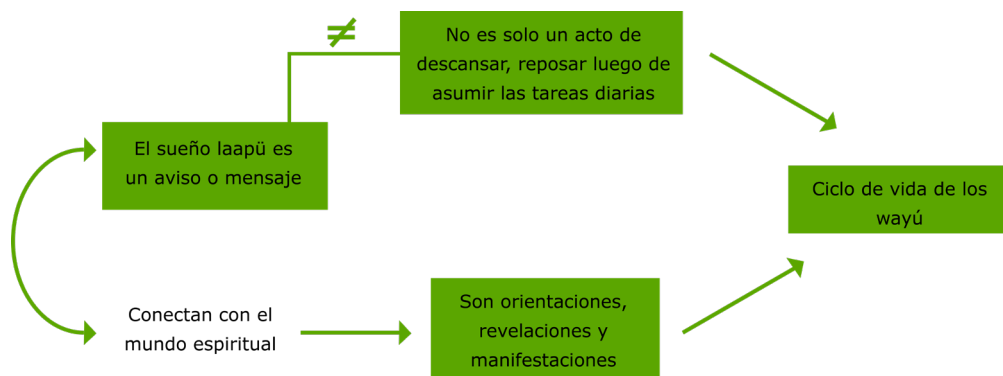 ≠
No es solo un acto de
descansar, reposar luego de
asumir las tareas diarias
El sueño laapü es
un aviso o mensaje
Ciclo de vida de los
wayú
Conectan con el
mundo espiritual
Son orientaciones,
revelaciones y
manifestaciones